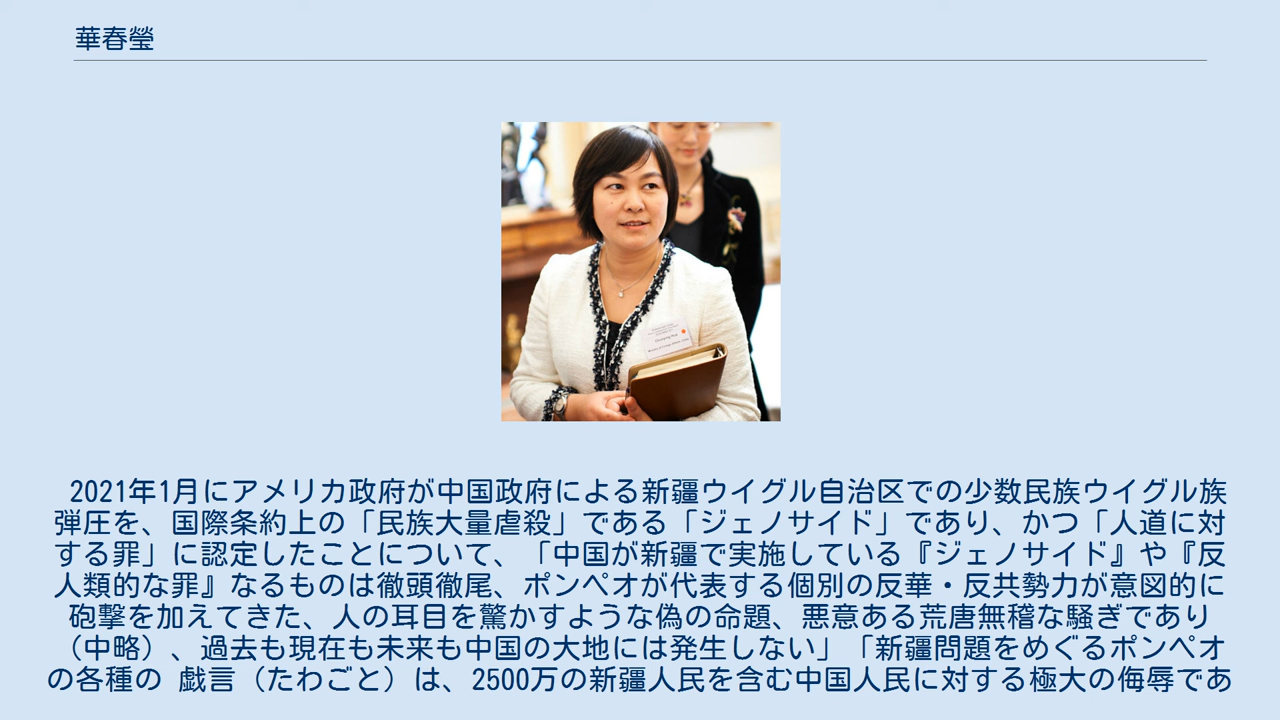 華春瑩
Chunying Hua
2021年1月にアメリカ政府が中国政府による新疆ウイグル自治区での少数民族ウイグル族
弾圧を、国際条約上の「民族大量虐殺」である「ジェノサイド」であり、かつ「人道に対
する罪」に認定したことについて、「中国が新疆で実施している『ジェノサイド』や『反
人類的な罪』なるものは徹頭徹尾、ポンペオが代表する個別の反華・反共勢力が意図的に
砲撃を加えてきた、人の耳目を驚かすような偽の命題、悪意ある荒唐無稽な騒ぎであり
（中略）、過去も現在も未来も中国の大地には発生しない」「新疆問題をめぐるポンペオ
の各種の 戯言（たわごと）は、2500万の新疆人民を含む中国人民に対する極大の侮辱であ